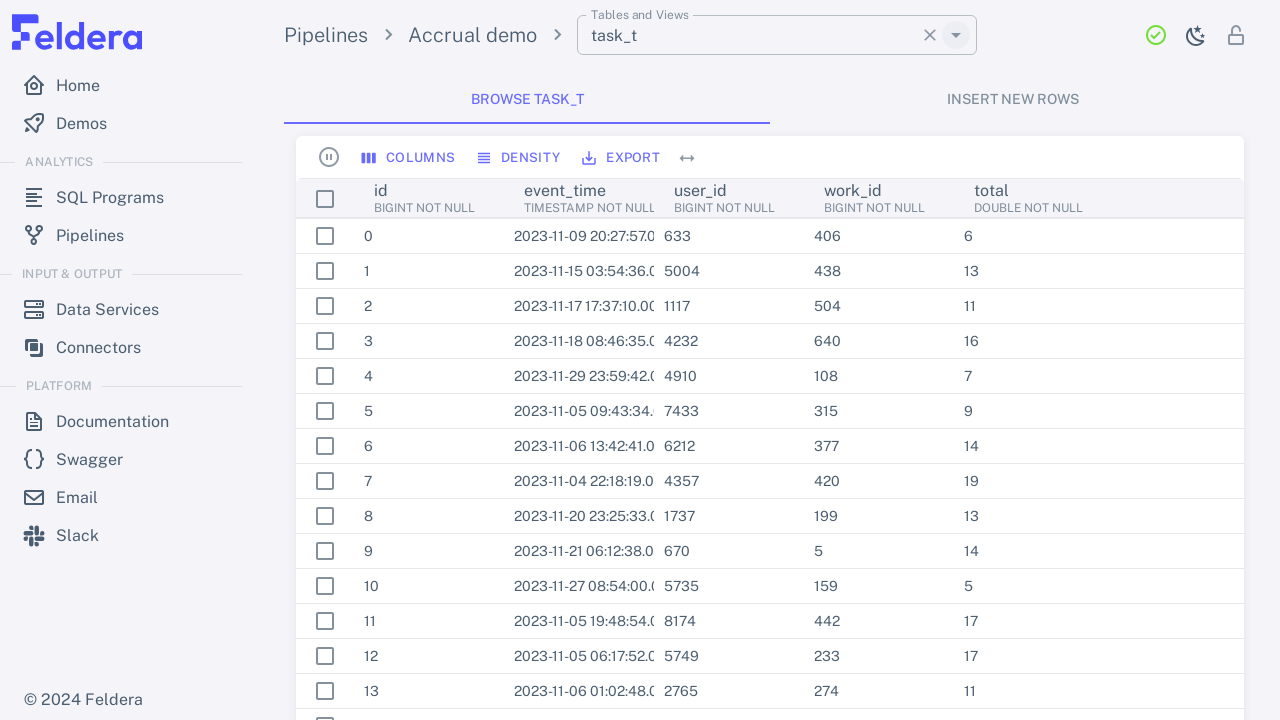 Feldera
Home
Demos
ANALYTICS
SQL Programs
Pipelines
INPUT & OUTPUT
Data Services
Connectors
PLATFORM
Documentation
Swagger
Email
Slack
© 2024 Feldera
Pipelines Accrual demo
Tables and Views
task_t
BROWSE TASK_T INSERT NEW ROWS
COLUMNS DENSITY EXPORT
id event_time user_id work_id total
BIGINT NOT NULL TIMESTAMP NOT NULL BIGINT NOT NULL BIGINT NOT NULL DOUBLE NOT NULL
0 2023-11-09 20:27:57.0 633 406 6
1 2023-11-15 03:54:36.0 5004 438 13
2 2023-11-17 17:37:10.00 1117 504 11
3 2023-11-18 08:46:35.0 4232 640 16
4 2023-11-29 23:59:42.0 4910 108 7
5 2023-11-05 09:43:34. 7433 315 9
6 2023-11-06 13:42:41.0 6212 377 14
7 2023-11-04 22:18:19.0 4357 420 19
8 2023-11-20 23:25:33.0 1737 199 13
9 2023-11-21 06:12:38.0 670 5 14
10 2023-11-27 08:54:00.0 5735 159 5
11 2023-11-05 19:48:54.0 8174 442 17
12 2023-11-05 06:17:52.0 5749 233 17
13 2023-11-06 01:02:48.0 2765 274 11